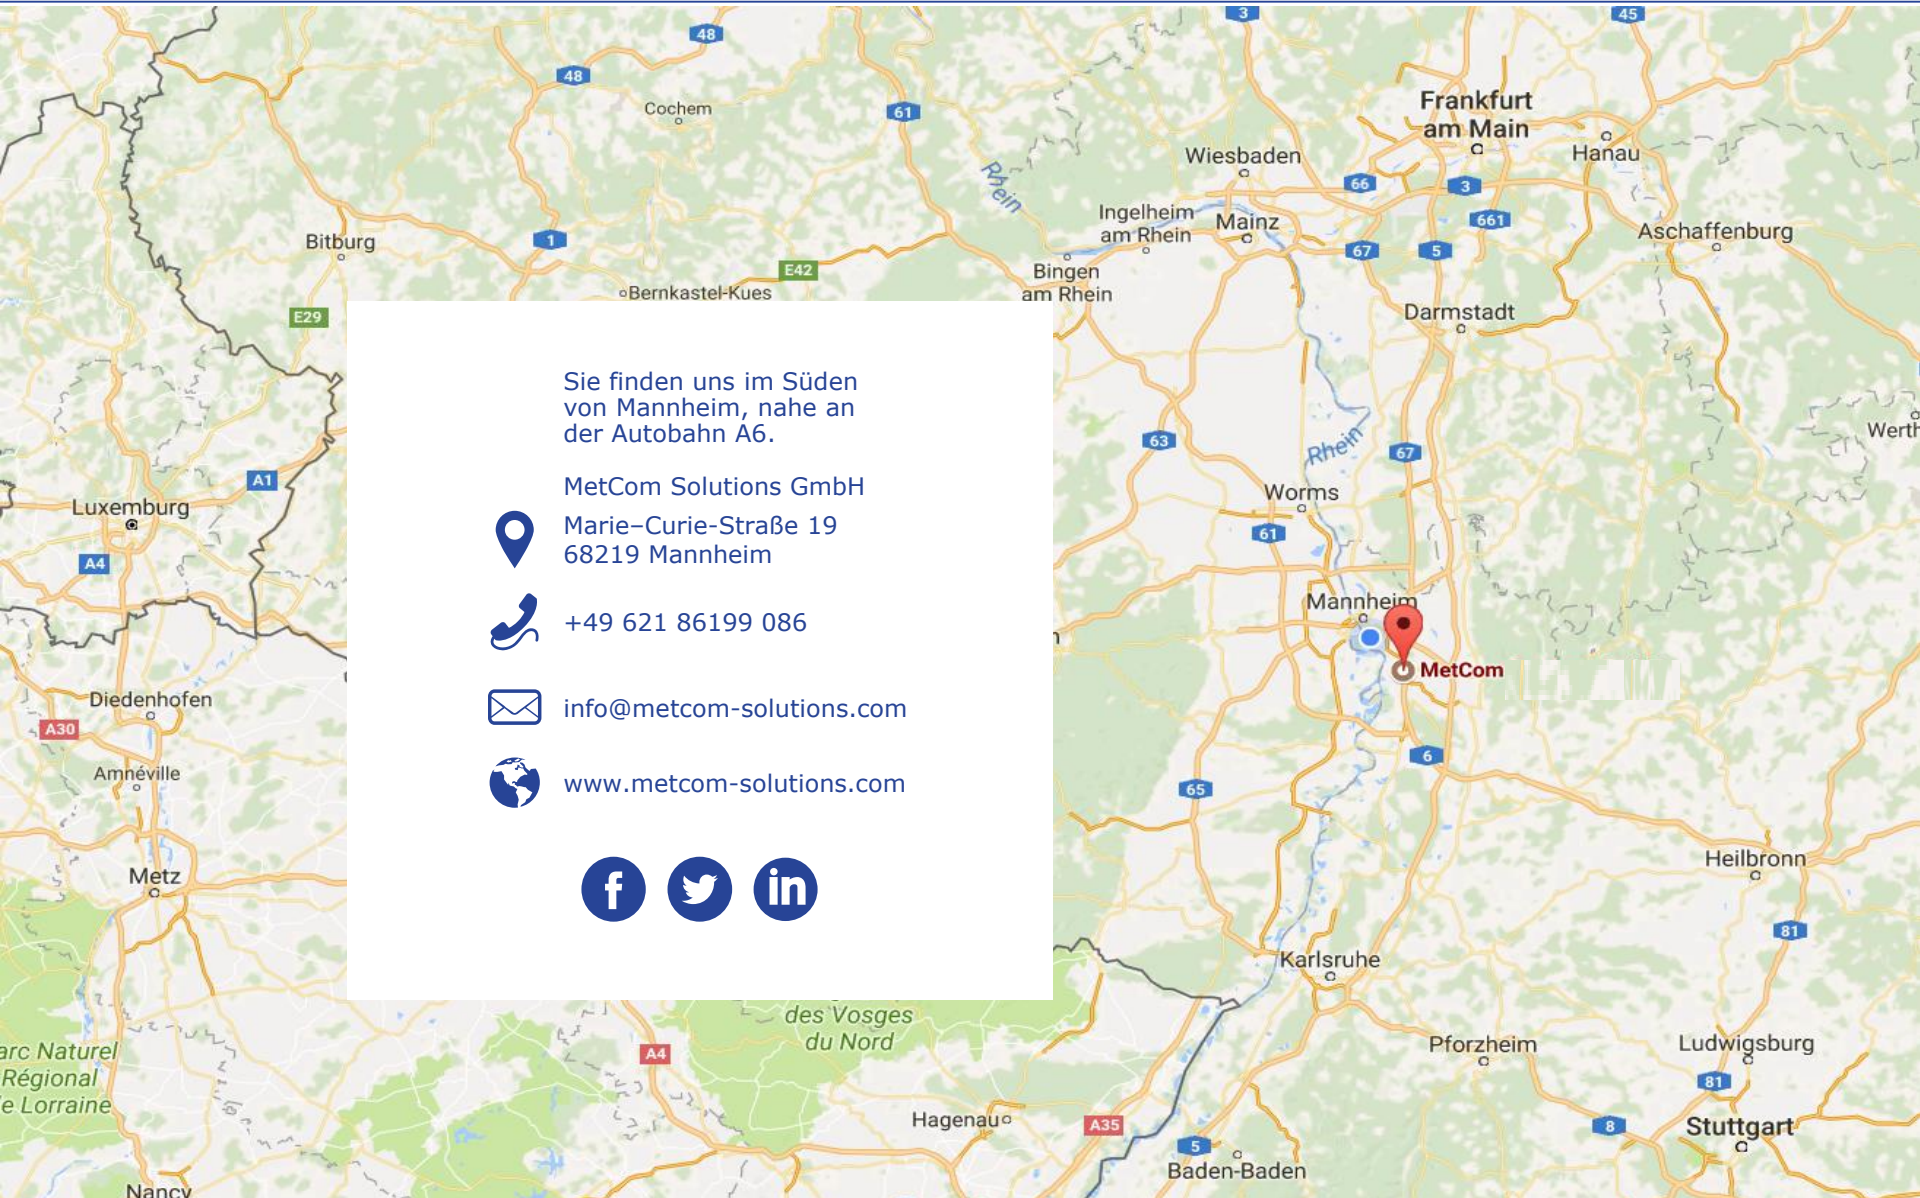 3
45
48
48
Cochem
61
Frankfurt
am Main
Hanau
Wiesbaden
66
3
Rhein
Ingelheim
am Rhein
Mainz
661
Aschaffenburg
Bitburg
1
67
5
E42
Bingen
am Rhein
Bernkastel-Kues
E29
Darmstadt
Sie finden uns im Süden
von Mannheim, nahe an
der Autobahn A6.
MetCom Solutions GmbH
Marie–Curie-Straße 19
68219 Mannheim
+49 621 86199 086
info@metcom-solutions.com
www.metcom-solutions.com
f
in
63
Rhein
67
Werth
A1
Luxemburg
Worms
61
A4
Mannheim
MetCom
Diedenhofen
A30
6
Amnéville
65
Metz
Heilbronn
81
Karlsruhe
des Vosges
du Nord
arc Naturel
Régional
e Lorraine
A4
Pforzheim
Ludwigsburg
81
Hagenau
A35
8
Stuttgart
5
Baden-Baden
Nancy